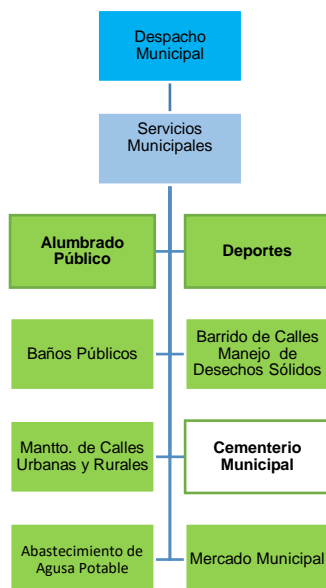 Despacho
Municipal
Servicios
Municipales
Alumbrado
Público
Deportes
Baños Públicos
Barrido de Calles
Manejo de
Desechos Sólidos
Mantto. de Calles
Urbanas y Rurales
Cementerio
Municipal
Abastecimiento de
Agusa Potable
Mercado Municipal